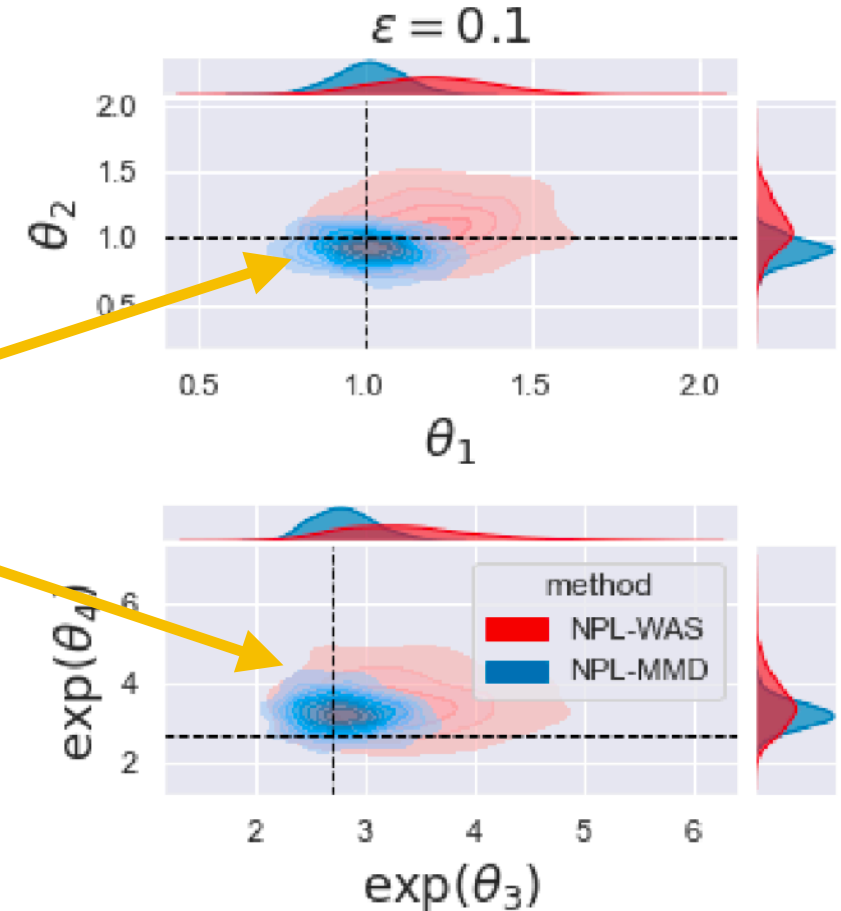 ε = 0.1
2.0
1.5
1.0
0.5
θ₂
0.5 1.0 1.5 2.0
θ₁
6
4
2
exp(θ₄)
method
NPL-WAS
NPL-MMD
2 3 4 5 6
exp(θ₃)